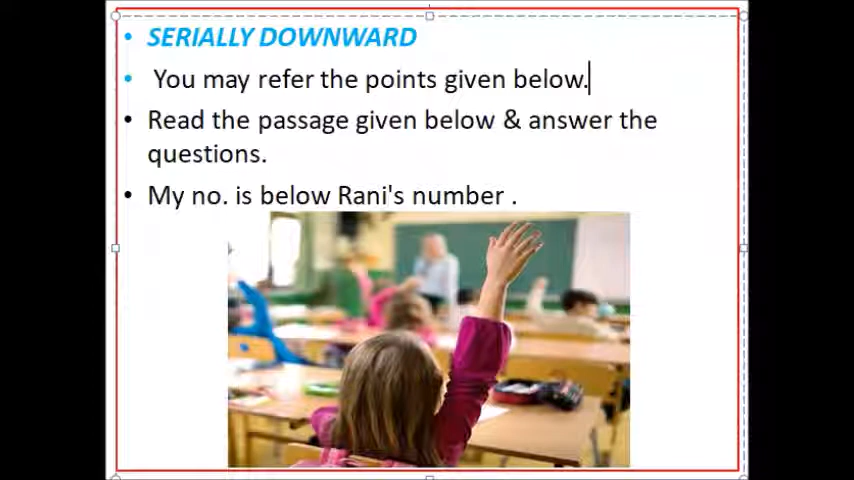 SERIALLY DOWNWARD
You may refer the points given below.
Read the passage given below & answer the
questions.
My no. is below Rani's number .